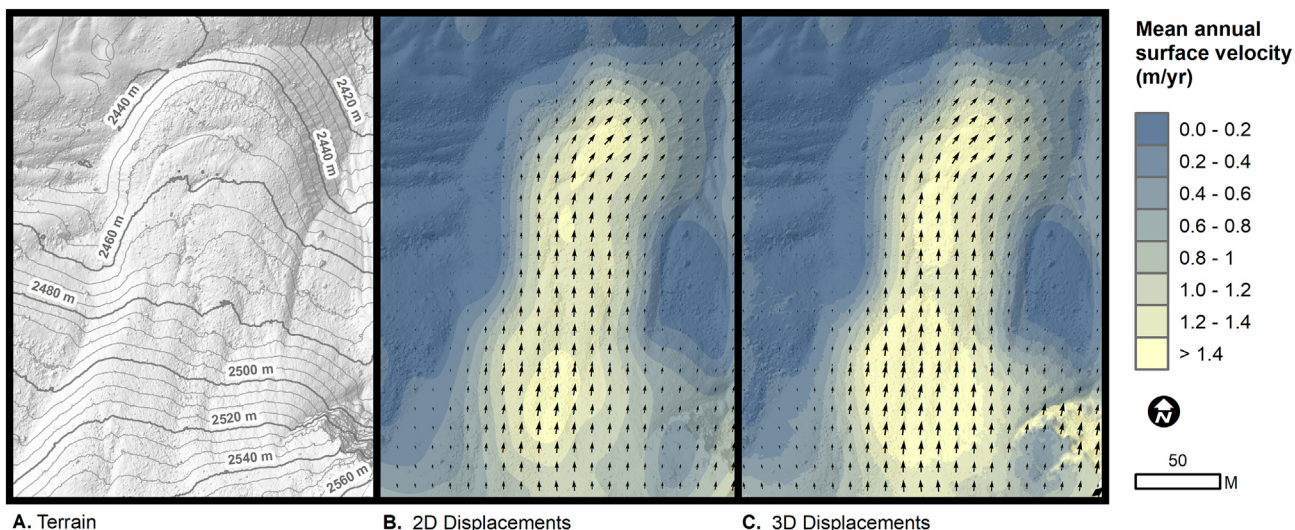 2440 m
2420 m
2440 m
2460 m
2480 m
2500 m
2520 m
2540 m
2560 m
A. Terrain
B. 2D Displacements
C. 3D Displacements
Mean annual
surface velocity
(m/yr)
0.0 - 0.2
0.2 - 0.4
0.4 - 0.6
0.6 - 0.8
0.8 - 1
1.0 - 1.2
1.2 - 1.4
> 1.4
N
50
M